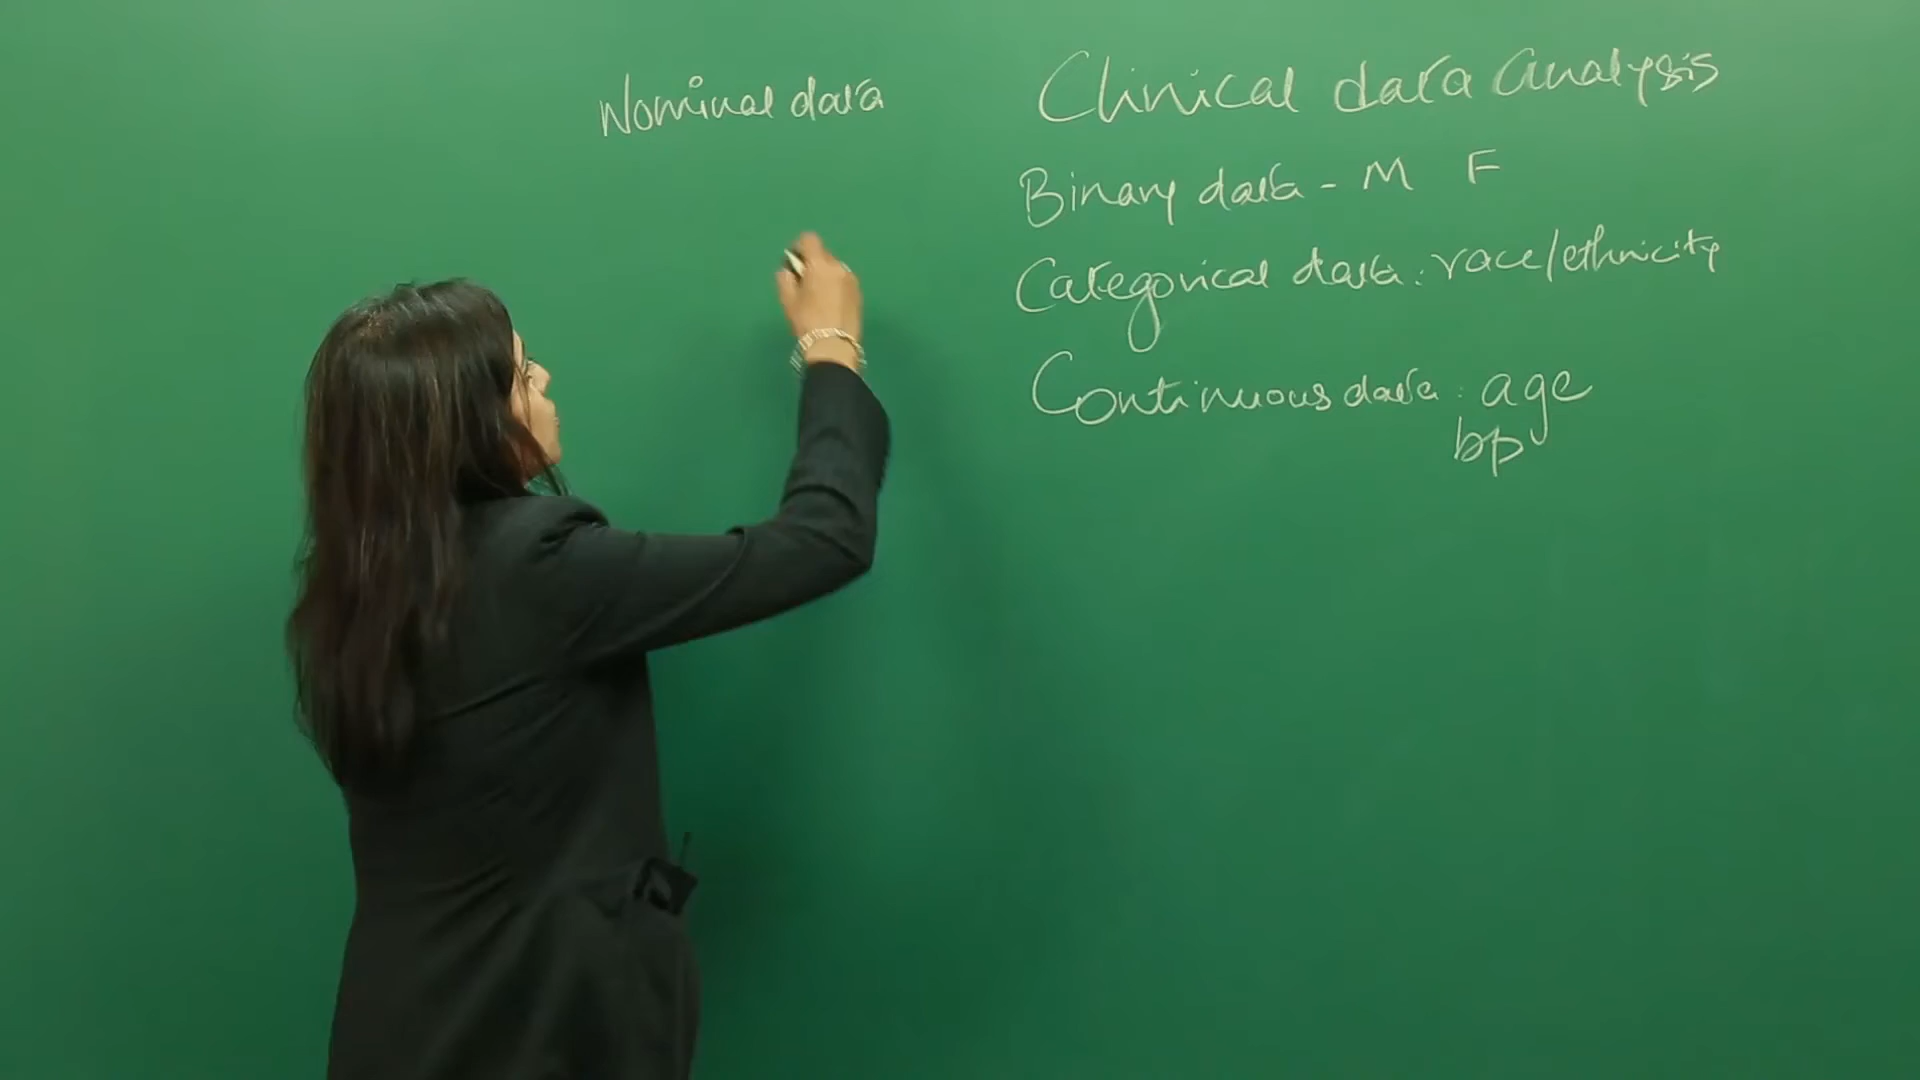 Nominal data
Clinical data analysis
Binary data - M F
Categorical data: race/ethnicity
Continuous data: age
bp